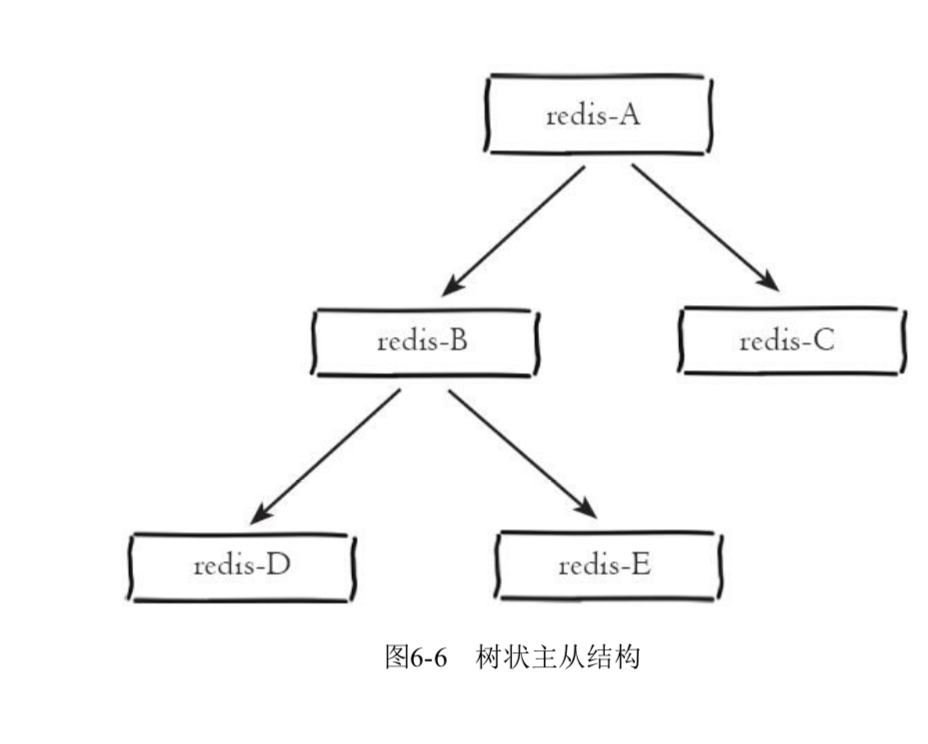 redis-A
redis-B
redis-C
redis-D
redis-E
图6-6 树状主从结构